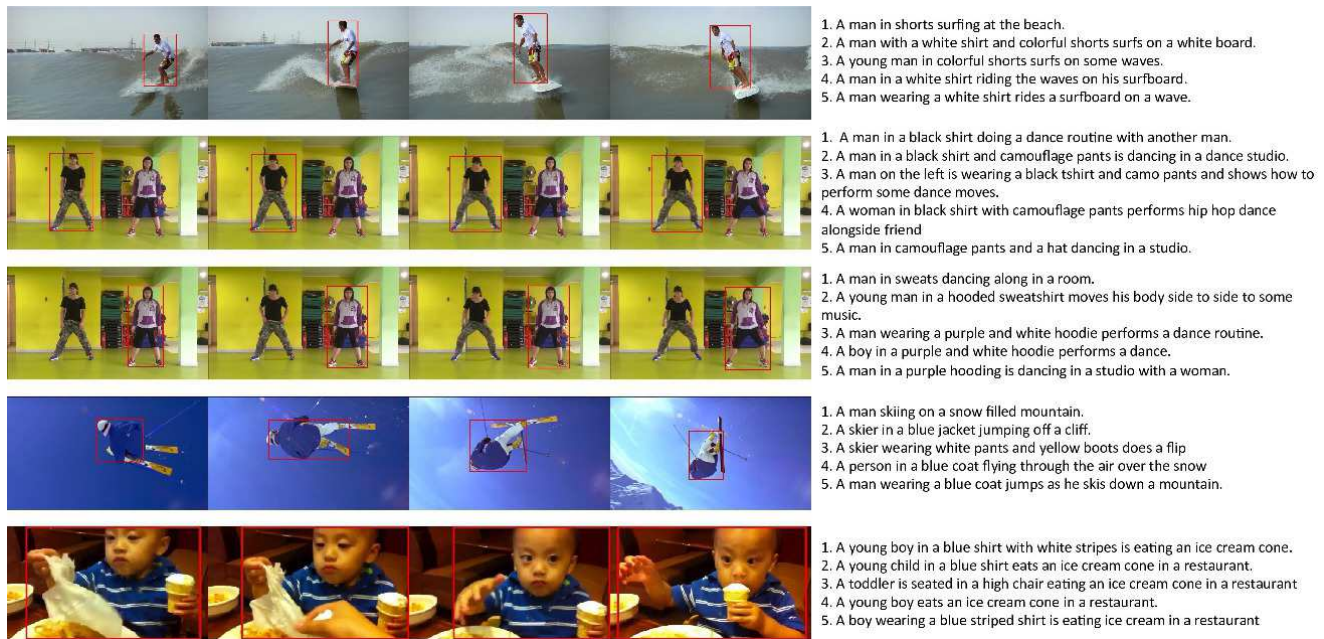 1. A man in shorts surfing at the beach.
2. A man with a white shirt and colorful shorts surfs on a white board.
3. A young man in colorful shorts surfs on some waves.
4. A man in a white shirt riding the waves on his surfboard.
5. A man wearing a white shirt rides a surfboard on a wave.
1. A man in a black shirt doing a dance routine with another man.
2. A man in a black shirt and camouflage pants is dancing in a dance studio.
3. A man on the left is wearing a black tshirt and camo pants and shows how to
perform some dance moves.
4. A woman in black shirt with camouflage pants performs hip hop dance
alongside friend
5. A man in camouflage pants and a hat dancing in a studio.
1. A man in sweats dancing along in a room.
2. A young man in a hooded sweatshirt moves his body side to side to some
music.
3. A man wearing a purple and white hoodie performs a dance routine.
4. A boy in a purple and white hoodie performs a dance.
5. A man in a purple hooding is dancing in a studio with a woman.
1. A man skiing on a snow filled mountain.
2. A skier in a blue jacket jumping off a cliff.
3. A skier wearing white pants and yellow boots does a flip
4. A person in a blue coat flying through the air over the snow
5. A man wearing a blue coat jumps as he skis down a mountain.
1. A young boy in a blue shirt with white stripes is eating an ice cream cone.
2. A young child in a blue shirt eats an ice cream cone in a restaurant.
3. A toddler is seated in a high chair eating an ice cream cone in a restaurant
4. A young boy eats an ice cream cone in a restaurant.
5. A boy wearing a blue striped shirt is eating ice cream in a restaurant